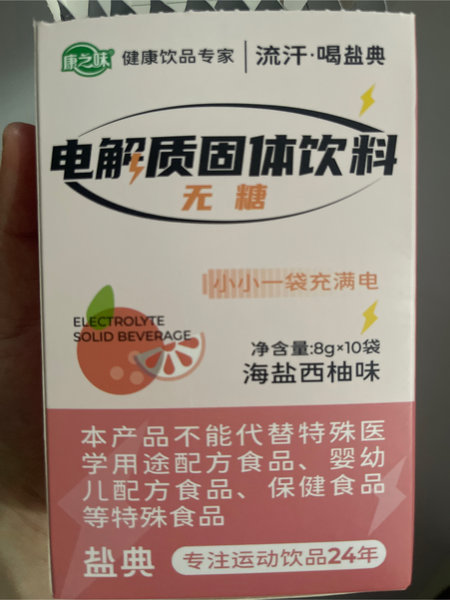 康之味 健康饮品专家 流汗·喝盐典
电解质固体饮料
无糖
小小一袋充满电
ELECTROLYTE
SOLID BEVERAGE
净含量:8g×10袋
海盐西柚味
本产品不能代替特殊医
学用途配方食品、婴幼
儿配方食品、保健食品
等特殊食品
盐典 专注运动饮品24年